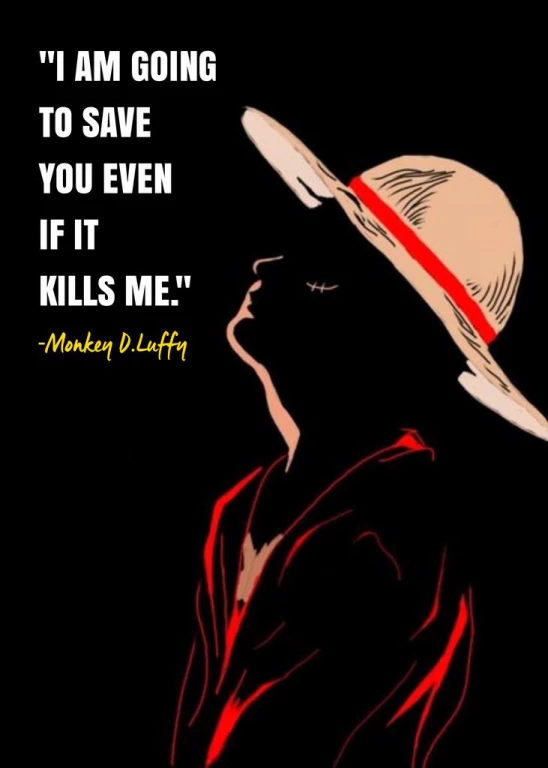 "I AM GOING
TO SAVE
YOU EVEN
IF IT
KILLS ME."
-Monkey D.Luffy